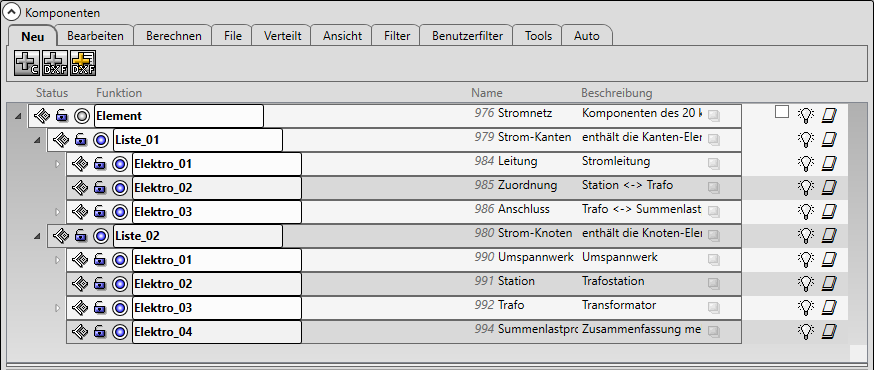 Komponenten
Neu Bearbeiten Berechnen File Verteilt Ansicht Filter Benutzerfilter Tools Auto
C DXF DXF
Status Funktion Name Beschreibung
Element 976 Stromnetz Komponenten des 20 k
Liste_01 979 Strom-Kanten enthält die Kanten-Eler
Elektro_01 984 Leitung Stromleitung
Elektro_02 985 Zuordnung Station <-> Trafo
Elektro_03 986 Anschluss Trafo <-> Summenlast
Liste_02 980 Strom-Knoten enthält die Knoten-Ele
Elektro_01 990 Umspannwerk Umspannwerk
Elektro_02 991 Station Trafostation
Elektro_03 992 Trafo Transformator
Elektro_04 994 Summenlastpro Zusammenfassung me